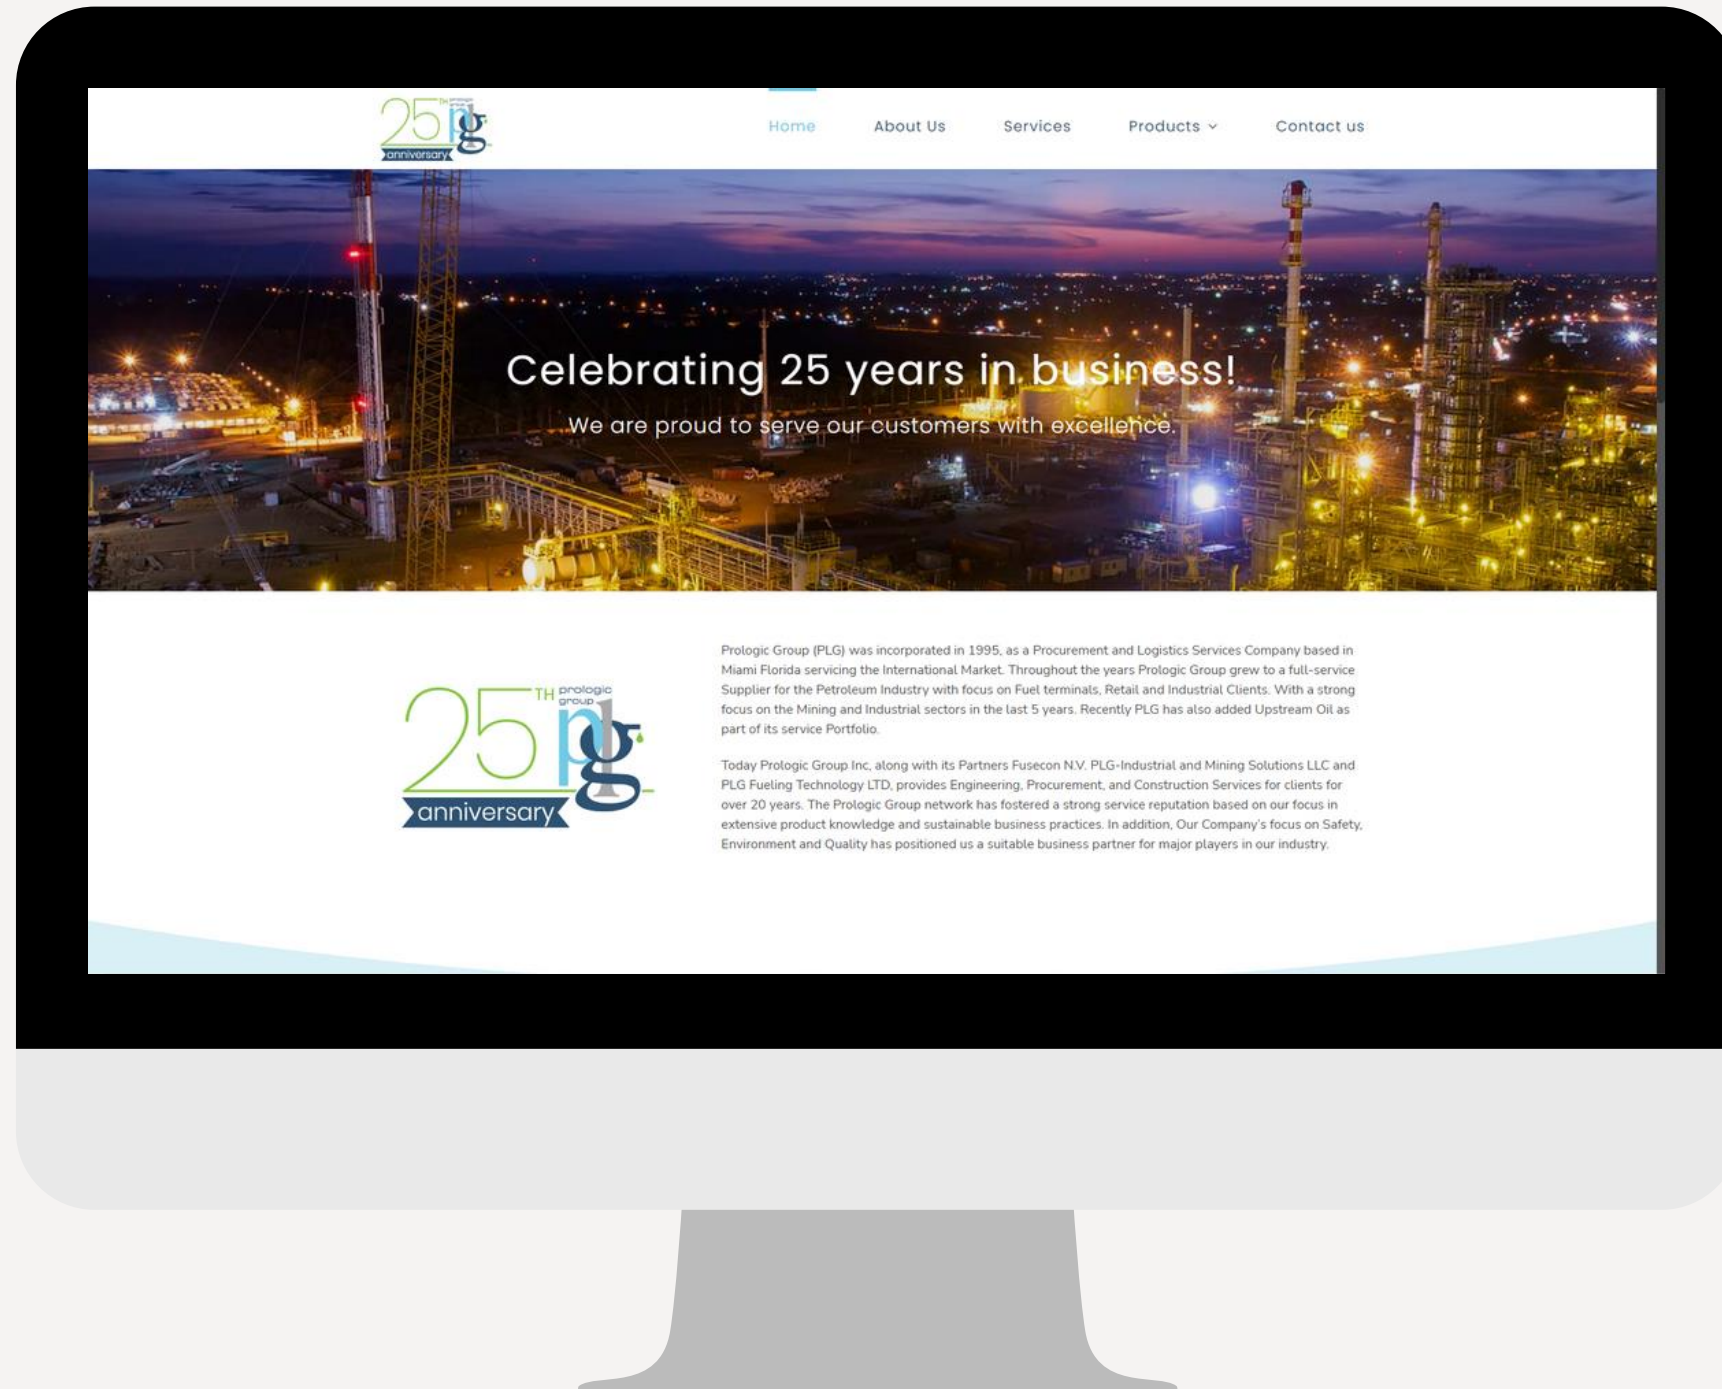 25TH prologic group plg
anniversary
Home About Us Services Products Contact us
Celebrating 25 years in business!
We are proud to serve our customers with excellence.
25TH prologic
group
plg
anniversary
Prologic Group (PLG) was incorporated in 1995, as a Procurement and Logistics Services Company based in
Miami Florida servicing the International Market. Throughout the years Prologic Group grew to a full-service
Supplier for the Petroleum Industry with focus on Fuel terminals, Retail and Industrial Clients. With a strong
focus on the Mining and Industrial sectors in the last 5 years. Recently PLG has also added Upstream Oil as
part of its service Portfolio.
Today Prologic Group Inc, along with its Partners Fusecon N.V. PLG-Industrial and Mining Solutions LLC and
PLG Fueling Technology LTD, provides Engineering, Procurement, and Construction Services for clients for
over 20 years. The Prologic Group network has fostered a strong service reputation based on our focus in
extensive product knowledge and sustainable business practices. In addition, Our Company's focus on Safety,
Environment and Quality has positioned us a suitable business partner for major players in our industry.